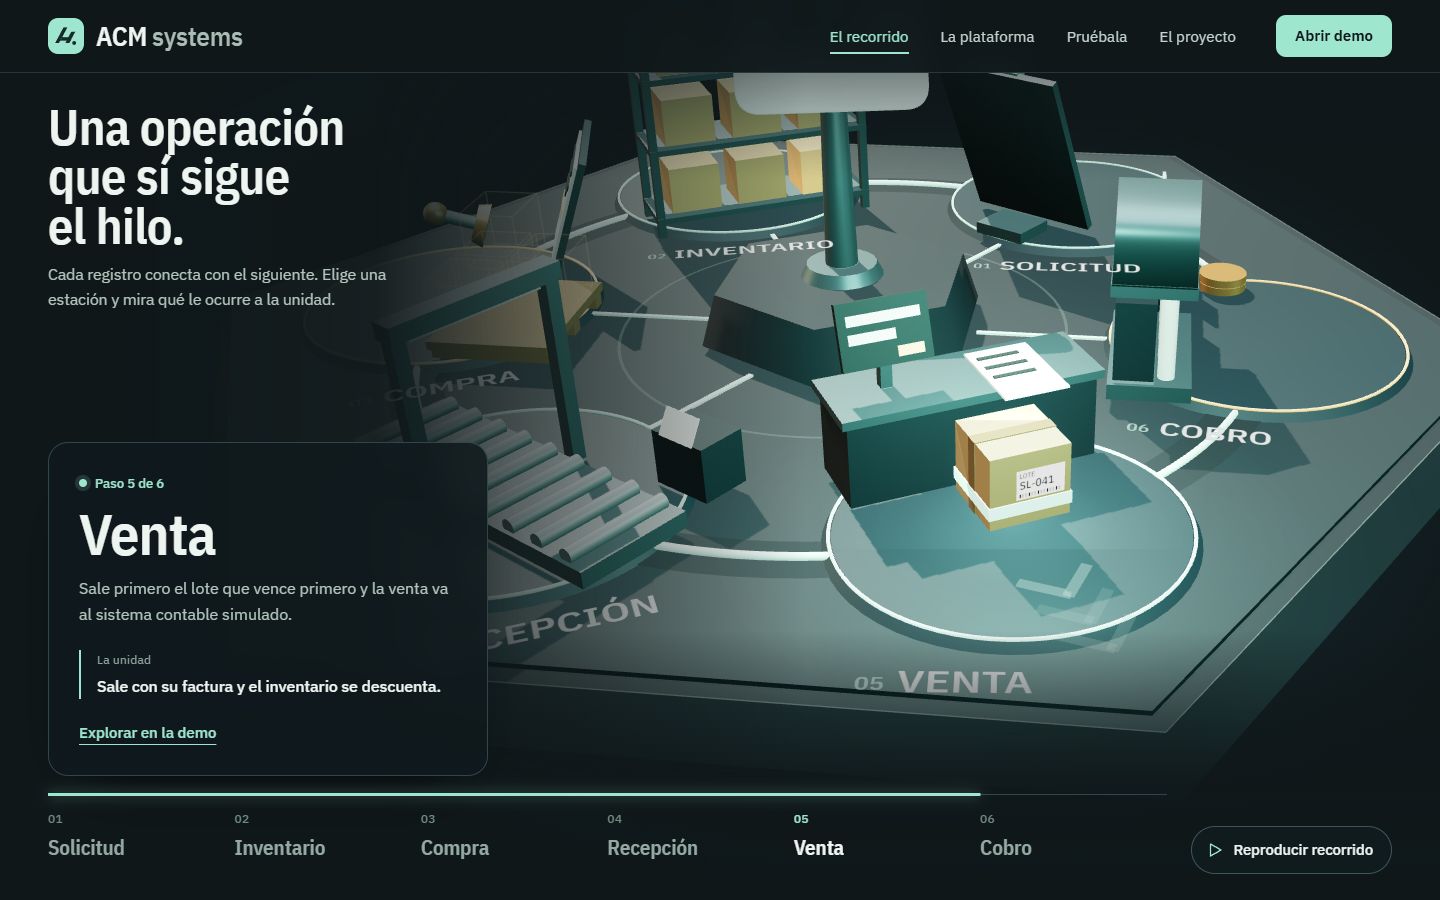 ACM systems
El recorrido
La plataforma
Pruébala
El proyecto
Abrir demo
Una operación
que sí sigue
el hilo.
Cada registro conecta con el siguiente. Elige una
estación y mira qué le ocurre a la unidad.
02 INVENTARIO
01 SOLICITUD
COMPRA
06 COBRO
LOTE
SL-041
CEPCIÓN
05 VENTA
Paso 5 de 6
Venta
Sale primero el lote que vence primero y la venta va
al sistema contable simulado.
La unidad
Sale con su factura y el inventario se descuenta.
Explorar en la demo
01
Solicitud
02
Inventario
03
Compra
04
Recepción
05
Venta
06
Cobro
Reproducir recorrido